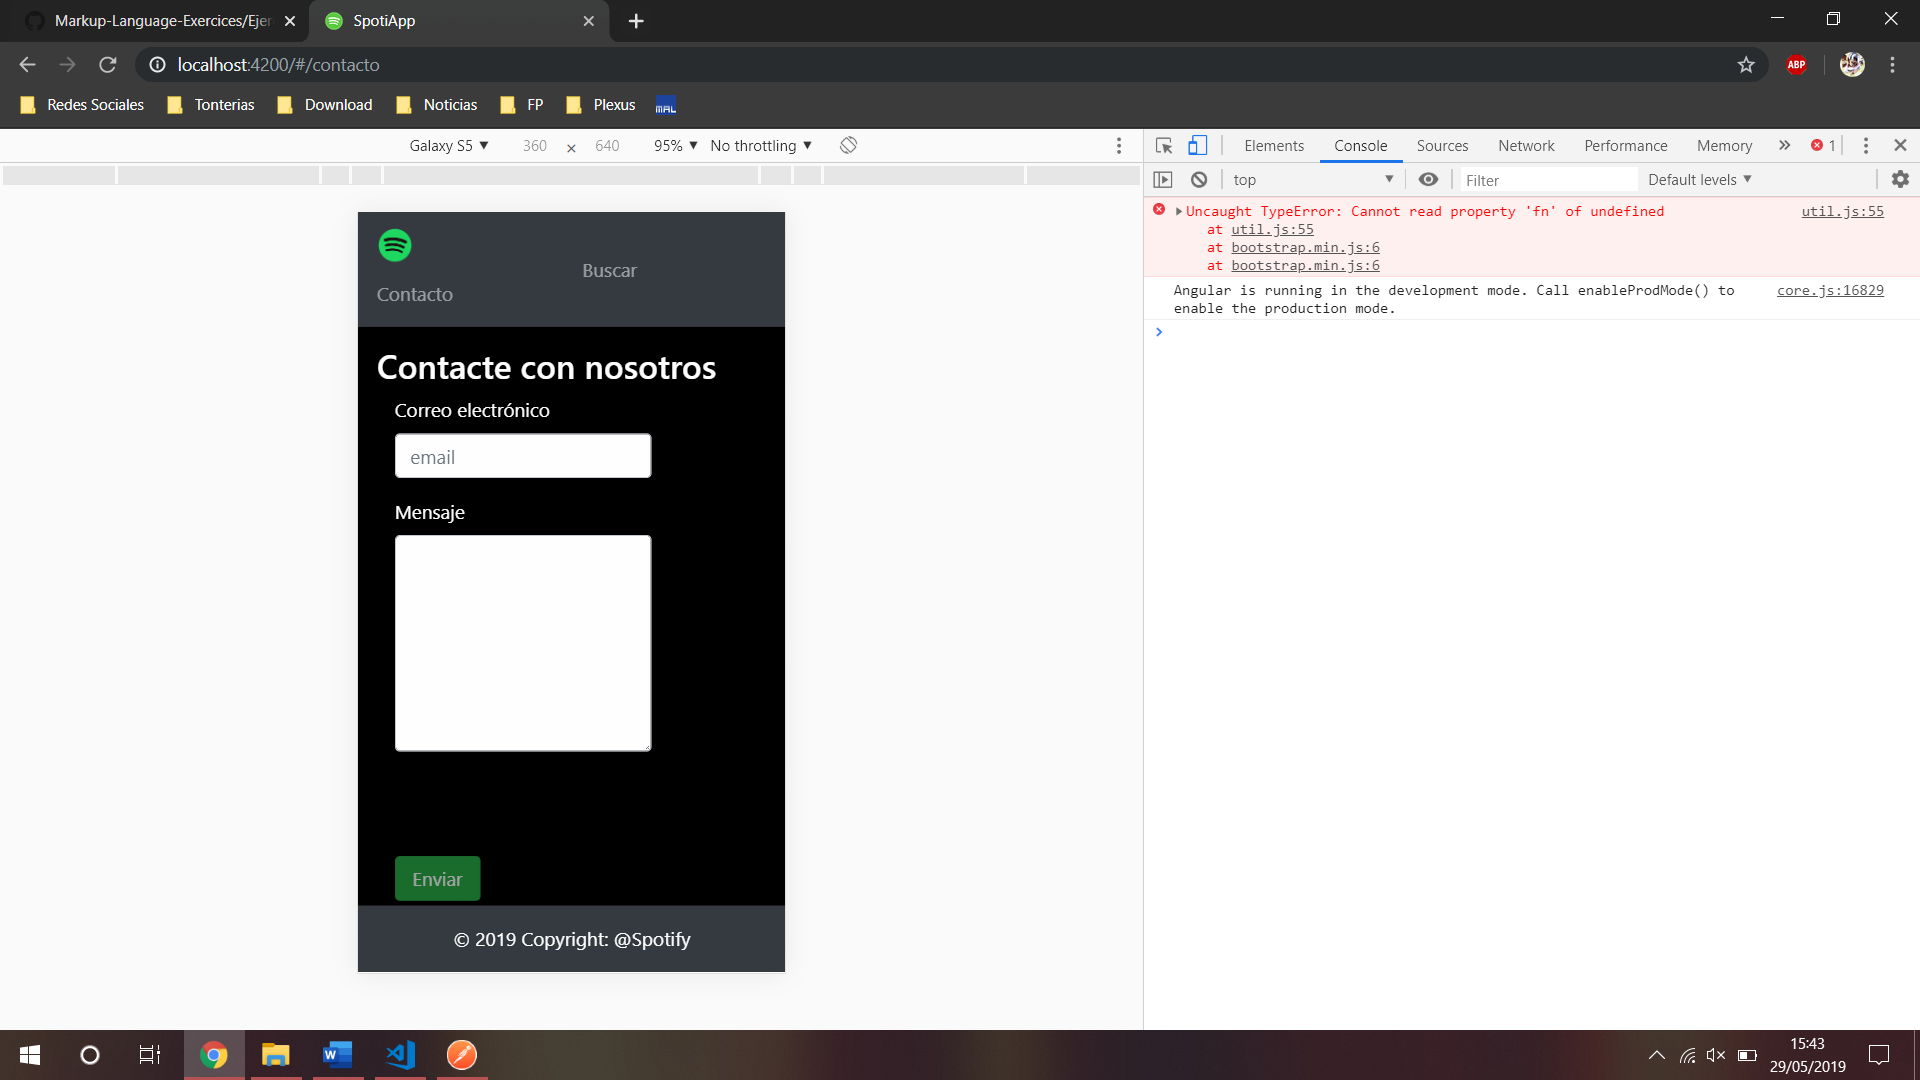 Markup-Language-Exercices/Ejer
SpotiApp
localhost:4200/#/contacto
ABP
Redes Sociales
Tonterias
Download
Noticias
FP
Plexus
MAL
Galaxy S5 ▼
360 × 640
95% ▼
No throttling ▼
Elements
Console
Sources
Network
Performance
Memory
»
1
top
Filter
Default levels ▼
Uncaught TypeError: Cannot read property 'fn' of undefined
util.js:55
at util.js:55
at bootstrap.min.js:6
at bootstrap.min.js:6
Angular is running in the development mode. Call enableProdMode() to
core.js:16829
enable the production mode.
Buscar
Contacto
Contacte con nosotros
Correo electrónico
email
Mensaje
Enviar
© 2019 Copyright: @Spotify
15:43
29/05/2019